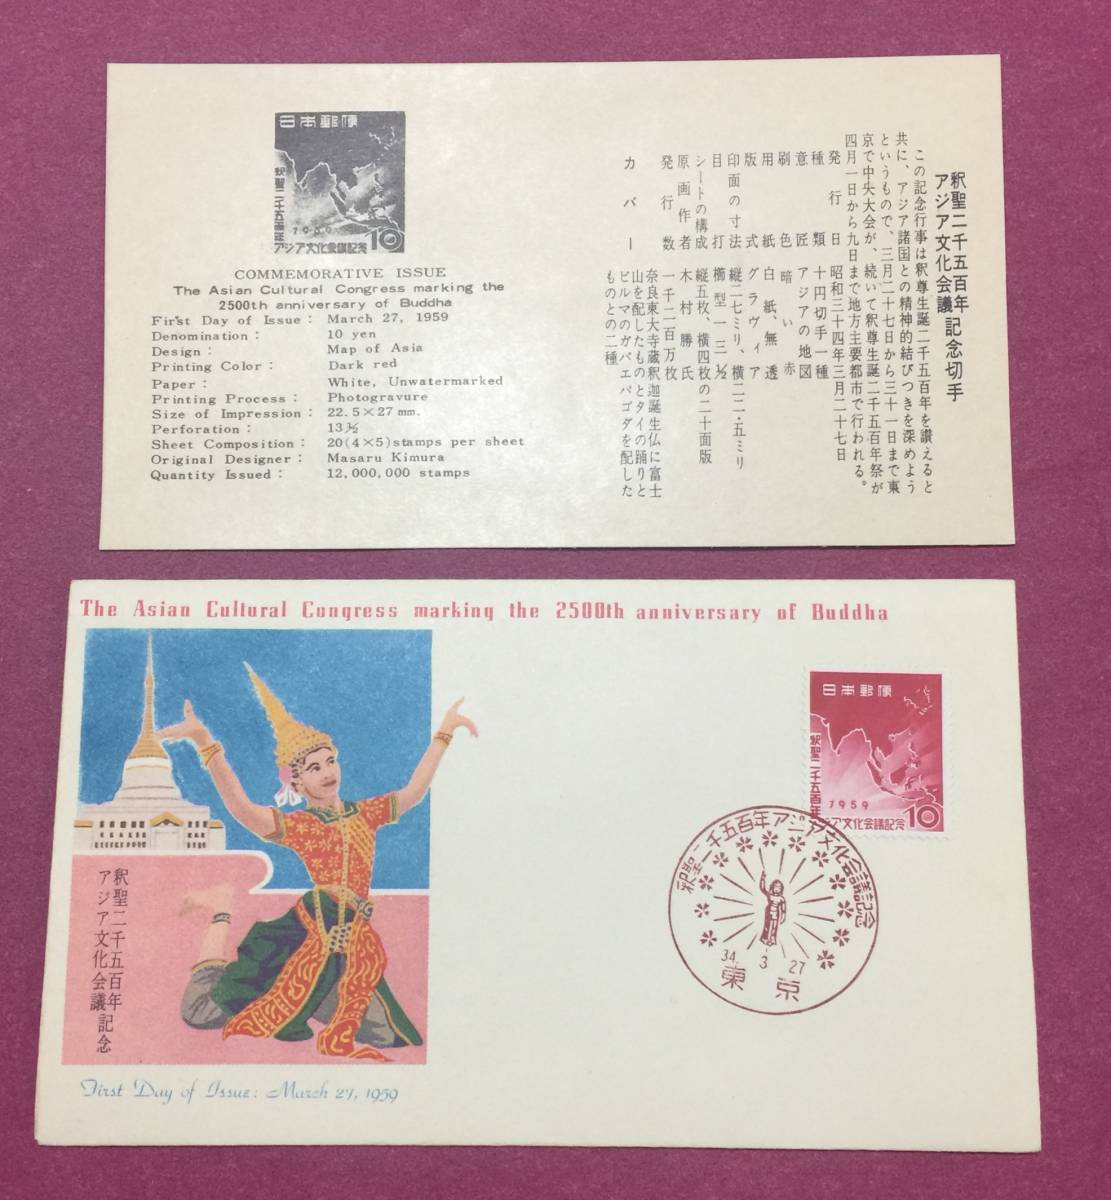 日本郵便
釈聖二千五百年
1959
アジア文化会議記念
10
COMMEMORATIVE ISSUE
The Asian Cultural Congress marking the
2500th anniversary of Buddha
First Day of Issue : March 27, 1959
Denomination : 10 yen
Design : Map of Asia
Printing Color : Dark red
Paper : White, Unwatermarked
Printing Process : Photogravure
Size of Impression : 22.5×27 mm.
Perforation : 13½
Sheet Composition : 20(4×5)stamps per sheet
Original Designer : Masaru Kimura
Quantity Issued : 12,000,000 stamps
釈聖二千五百年
アジア文化会議記念切手
この記念行事は釈尊生誕二千五百年を讃えると
共に、アジア諸国との精神的結びつきを深めよう
というもので、三月二十七日から三十一日まで東
京で中央大会が、続いて釈尊生誕二千五百年祭が
四月一日から九日まで地方主要都市で行われる。
発行日 昭和三十四年三月二十七日
種類 十円切手一種
意匠 アジアの地図
刷色 暗い赤
用紙 白紙、無透
版式 グラヴィア
印面の寸法 縦二七ミリ、横二二・五ミリ
目打 櫛型一三½
シートの構成 縦五枚、横四枚の二十面版
原画作者 木村勝氏
発行数 一千二百万枚
カバー 奈良東大寺蔵釈迦誕生仏に富士
山を配したものとタイの踊りと
ビルマのガバエパゴダを配した
ものとの二種
The Asian Cultural Congress marking the 2500th anniversary of Buddha
釈聖二千五百年
アジア文化会議記念
First Day of Issue: March 27, 1959
日本郵便
釈聖二千五百年
1959
アジア文化会議記念
10
釈聖二千五百年アジア文化会議記念
34. 3. 27
東京